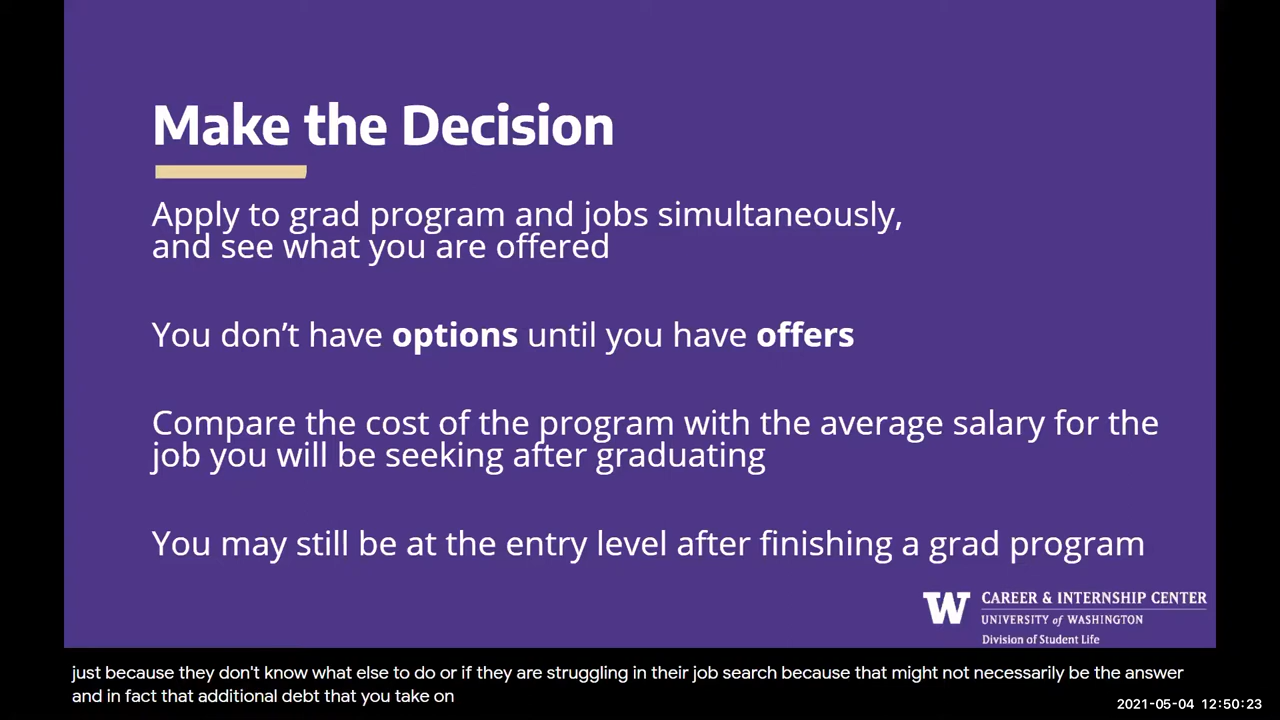 Make the Decision
Apply to grad program and jobs simultaneously,
and see what you are offered
You don’t have options until you have offers
Compare the cost of the program with the average salary for the
job you will be seeking after graduating
You may still be at the entry level after finishing a grad program
W CAREER & INTERNSHIP CENTER
UNIVERSITY of WASHINGTON
Division of Student Life
just because they don't know what else to do or if they are struggling in their job search because that might not necessarily be the answer
and in fact that additional debt that you take on
2021-05-04 12:50:23